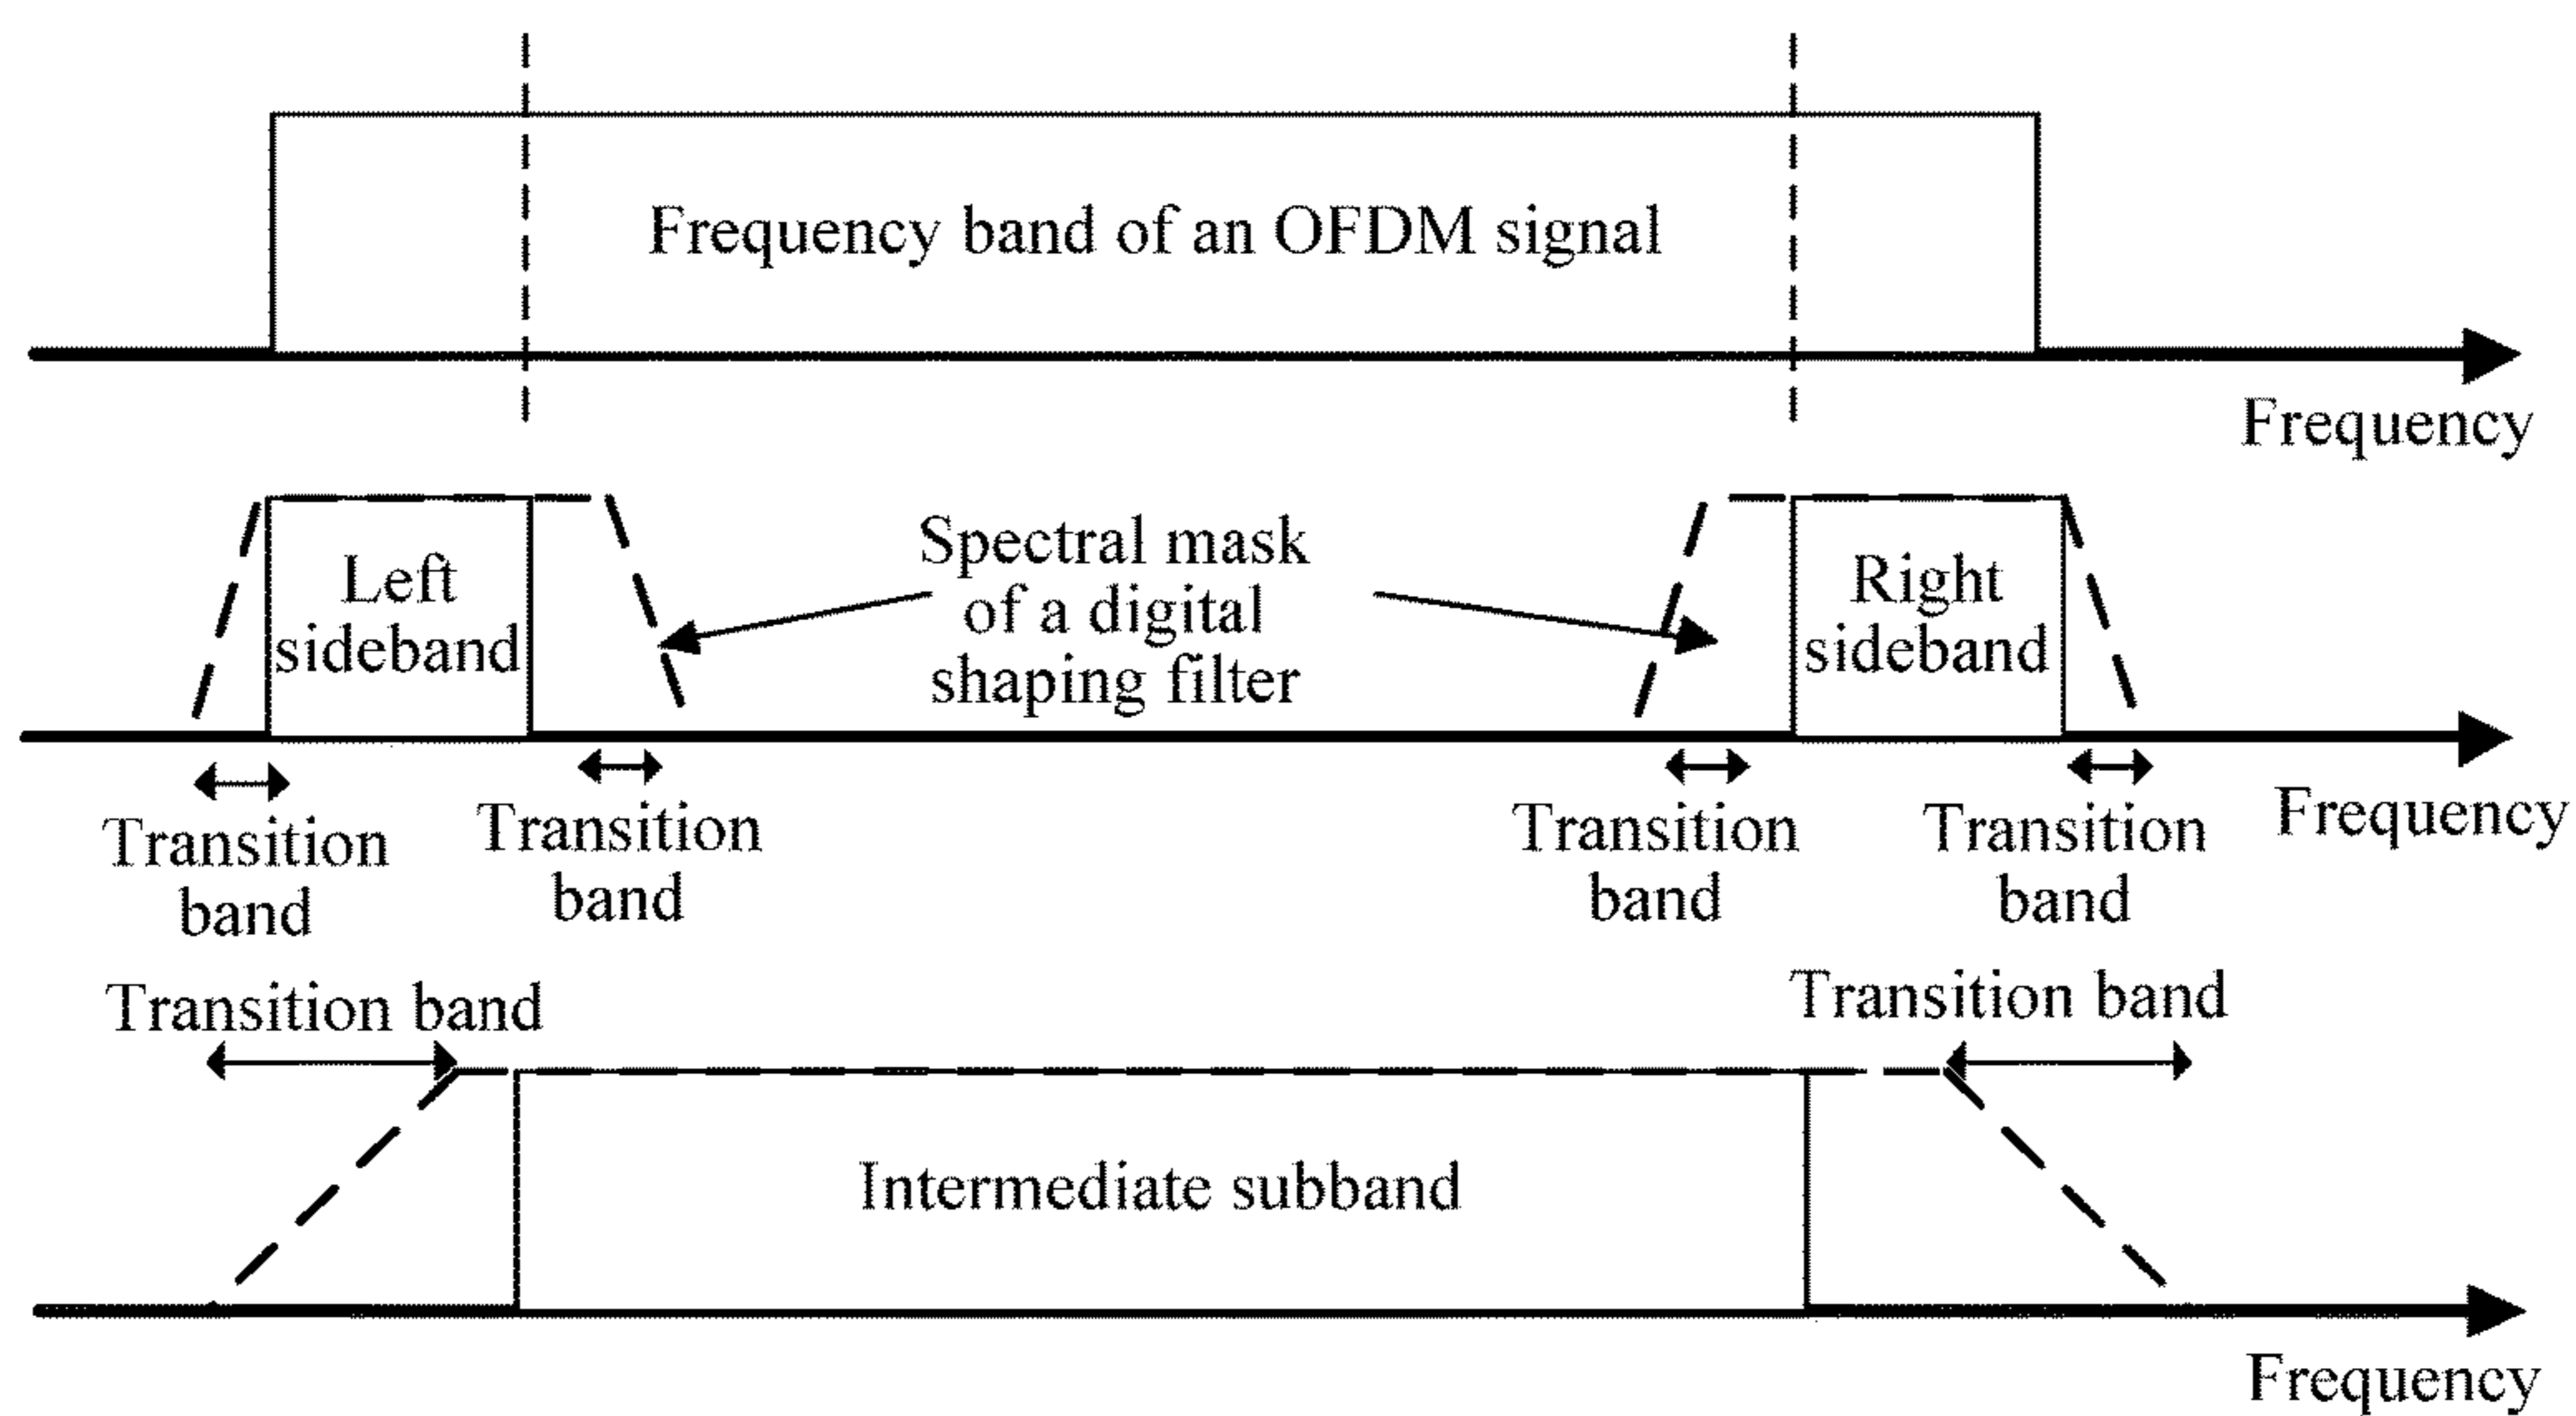 Frequency band of an OFDM signal
Frequency
Left
sideband
Spectral mask
of a digital
shaping filter
Right
sideband
Transition
band
Transition
band
Transition
band
Transition
band
Frequency
Transition band
Transition band
Intermediate subband
Frequency